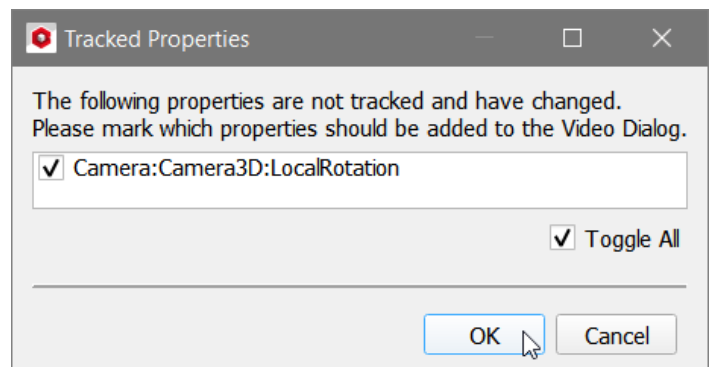 Tracked Properties
The following properties are not tracked and have changed.
Please mark which properties should be added to the Video Dialog.
Camera:Camera3D:LocalRotation
Toggle All
OK
Cancel